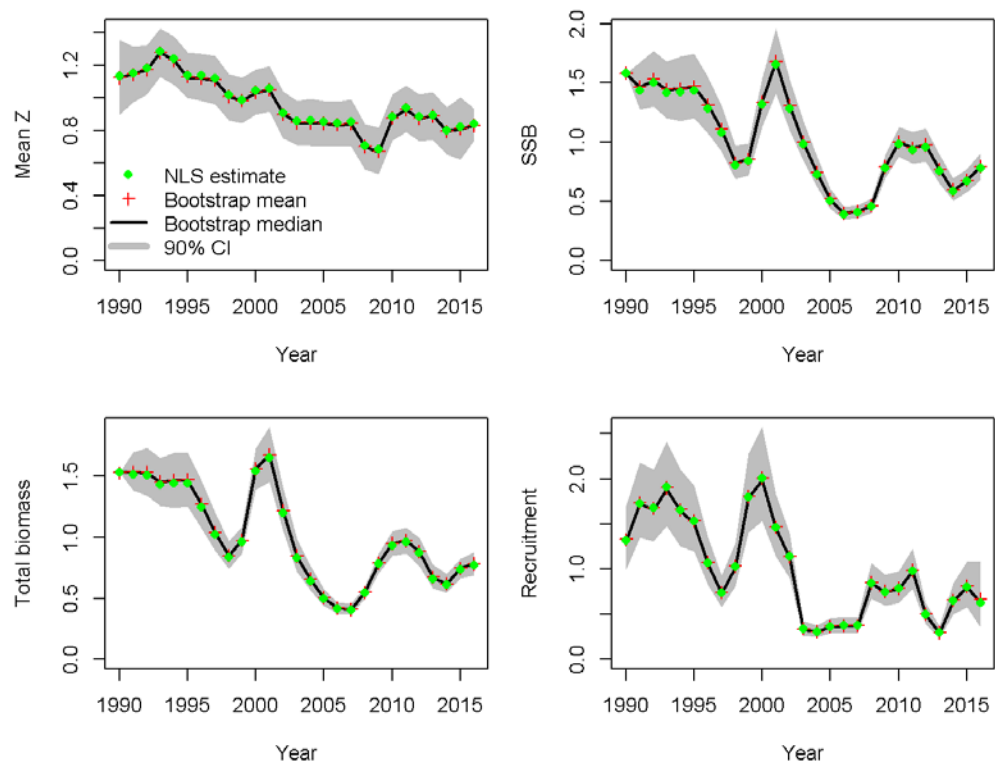 Mean Z
0.0 0.4 0.8 1.2
NLS estimate
Bootstrap mean
Bootstrap median
90% CI
1990 1995 2000 2005 2010 2015
Year
SSB
0.0 0.5 1.0 1.5 2.0
1990 1995 2000 2005 2010 2015
Year
Total biomass
0.0 0.5 1.0 1.5
1990 1995 2000 2005 2010 2015
Year
Recruitment
0.0 1.0 2.0
1990 1995 2000 2005 2010 2015
Year